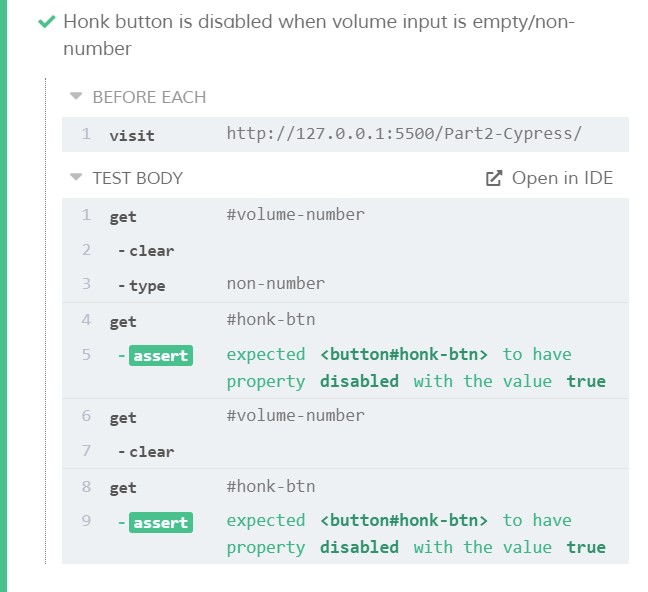 Honk button is disabled when volume input is empty/non-
number
BEFORE EACH
1 visit http://127.0.0.1:5500/Part2-Cypress/
TEST BODY Open in IDE
1 get #volume-number
2 -clear
3 -type non-number
4 get #honk-btn
5 -assert expected <button#honk-btn> to have
property disabled with the value true
6 get #volume-number
7 -clear
8 get #honk-btn
9 -assert expected <button#honk-btn> to have
property disabled with the value true